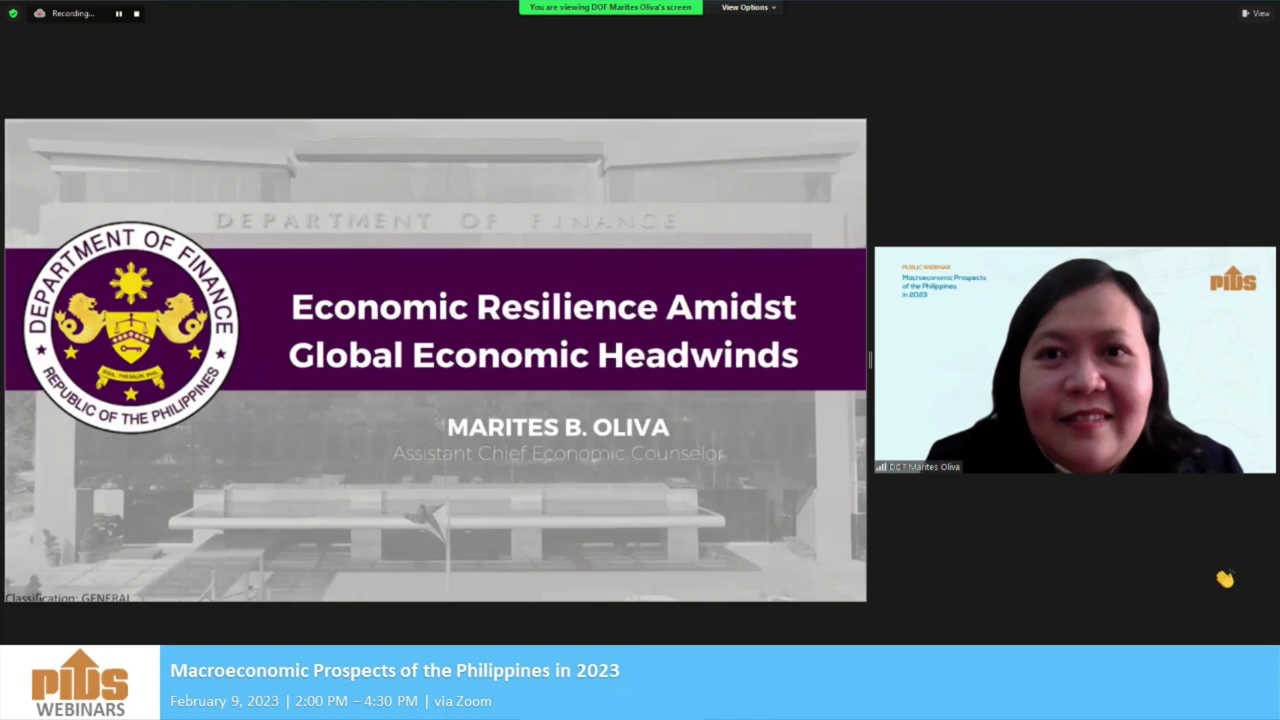 Recording...
You are viewing DOF Marites Oliva's screen
View Options
View
DEPARTMENT OF FINANCE
DEPARTMENT OF FINANCE
REPUBLIC OF THE PHILIPPINES
Economic Resilience Amidst
Global Economic Headwinds
MARITES B. OLIVA
Assistant Chief Economic Counselor
Classification: GENERAL
PUBLIC WEBINAR
Macroeconomic Prospects
of the Philippines
in 2023
PIDS
DOF Marites Oliva
PIDS
WEBINARS
Macroeconomic Prospects of the Philippines in 2023
February 9, 2023 | 2:00 PM – 4:30 PM | via Zoom